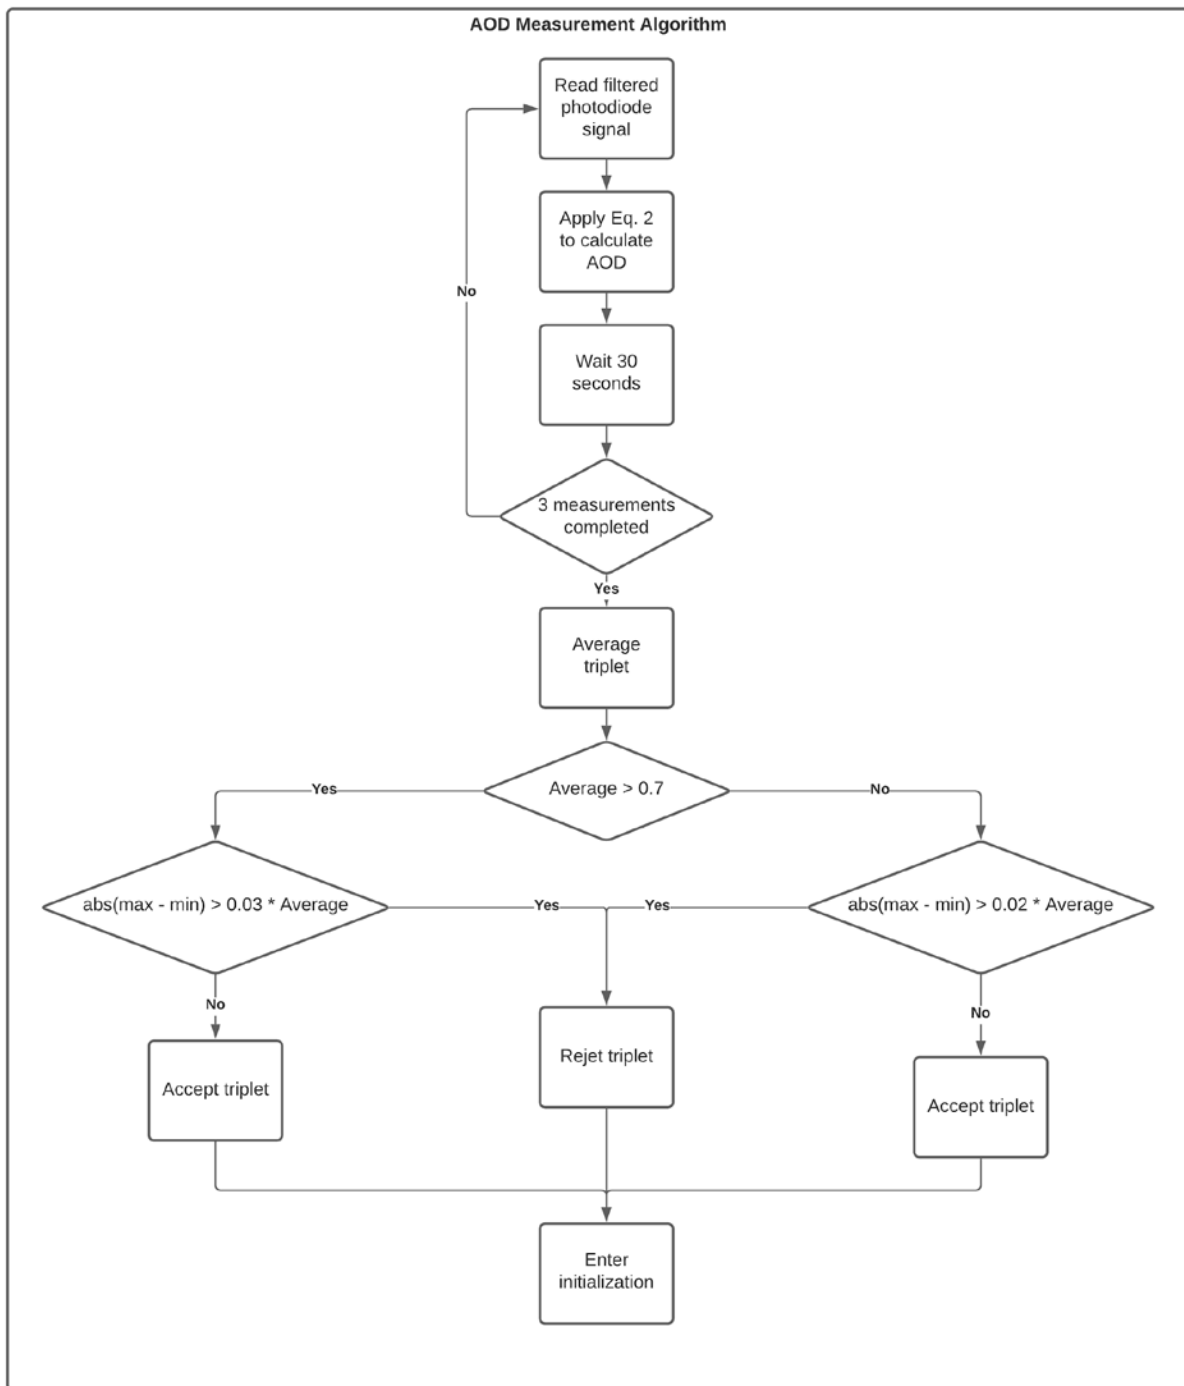 AOD Measurement Algorithm
Read filtered
photodiode
signal
Apply Eq. 2
to calculate
AOD
No
Wait 30
seconds
3 measurements
completed
Yes
Average
triplet
Average > 0.7
Yes
No
abs(max - min) > 0.03 * Average
Yes
Yes
abs(max - min) > 0.02 * Average
No
No
Accept triplet
Rejet triplet
Accept triplet
Enter
initialization